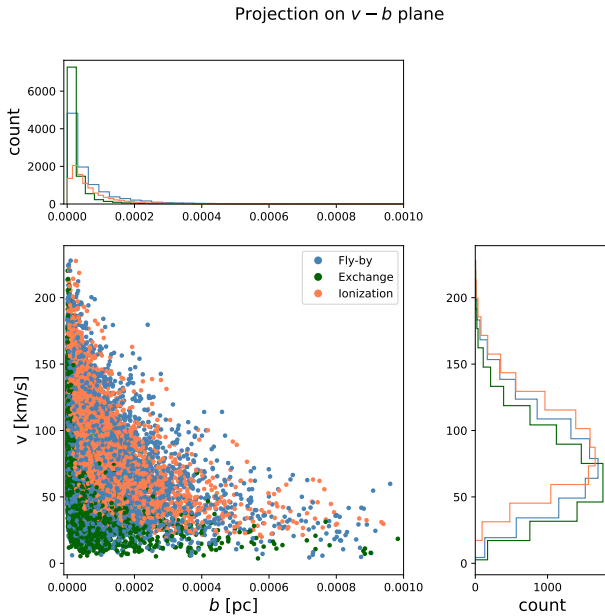 Projection on v − b plane
count
6000
4000
2000
0
0.0000 0.0002 0.0004 0.0006 0.0008 0.0010
v [km/s]
200
150
100
50
0
Fly-by
Exchange
Ionization
0.0000 0.0002 0.0004 0.0006 0.0008 0.0010
b [pc]
200
150
100
50
0
0 1000
count